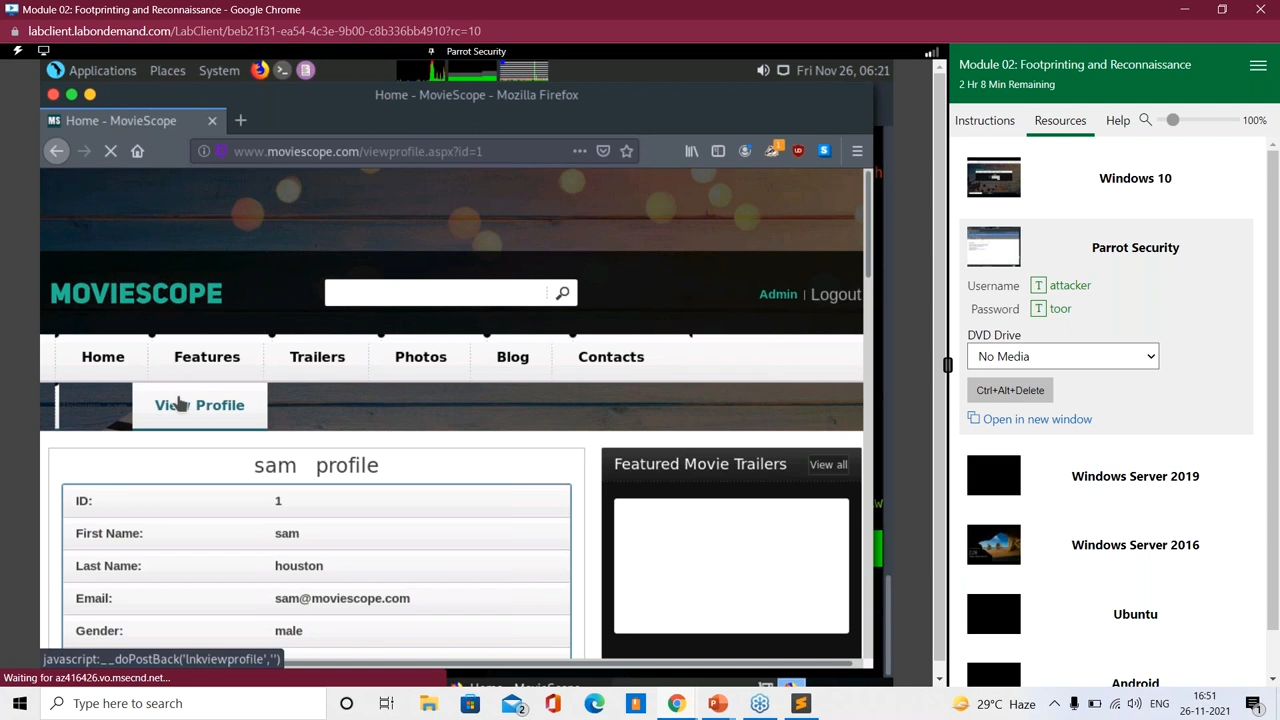 Module 02: Footprinting and Reconnaissance - Google Chrome
labclient.labondemand.com/LabClient/beb21f31-ea54-4c3e-9b00-c8b336bb4910?rc=10
Parrot Security
Applications Places System
Fri Nov 26, 06:21
Home - MovieScope - Mozilla Firefox
MS Home - MovieScope
www.moviescope.com/viewprofile.aspx?id=1
MOVIESCOPE
Admin | Logout
Home Features Trailers Photos Blog Contacts
View Profile
sam profile
ID: 1
First Name: sam
Last Name: houston
Email: sam@moviescope.com
Gender: male
Featured Movie Trailers View all
javascript:__doPostBack('lnkviewprofile','')
Waiting for az416426.vo.msecnd.net...
Module 02: Footprinting and Reconnaissance
2 Hr 8 Min Remaining
Instructions Resources Help 100%
Windows 10
Parrot Security
Username T attacker
Password T toor
DVD Drive
No Media
Ctrl+Alt+Delete
Open in new window
Windows Server 2019
Windows Server 2016
Ubuntu
Android
Type here to search
2
29°C Haze
ENG
16:51
26-11-2021
1